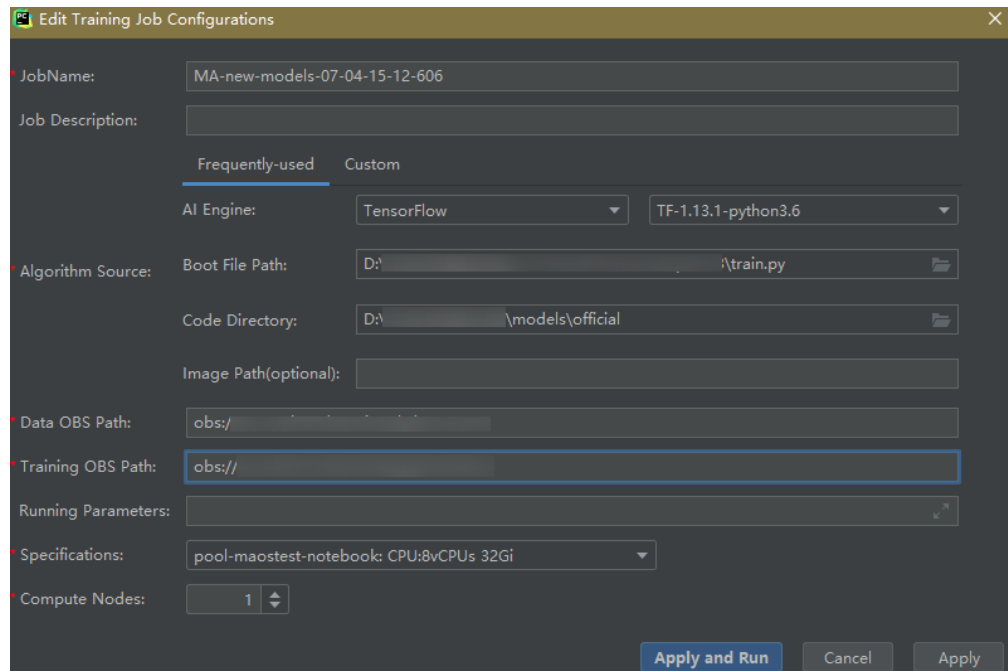 PC Edit Training Job Configurations
* JobName: MA-new-models-07-04-15-12-606
Job Description:
Frequently-used Custom
AI Engine: TensorFlow TF-1.13.1-python3.6
* Algorithm Source:
Boot File Path: D:\ \train.py
Code Directory: D:\ \models\official
Image Path(optional):
* Data OBS Path: obs:/
* Training OBS Path: obs://
Running Parameters:
* Specifications: pool-maostest-notebook: CPU:8vCPUs 32Gi
* Compute Nodes: 1
Apply and Run Cancel Apply